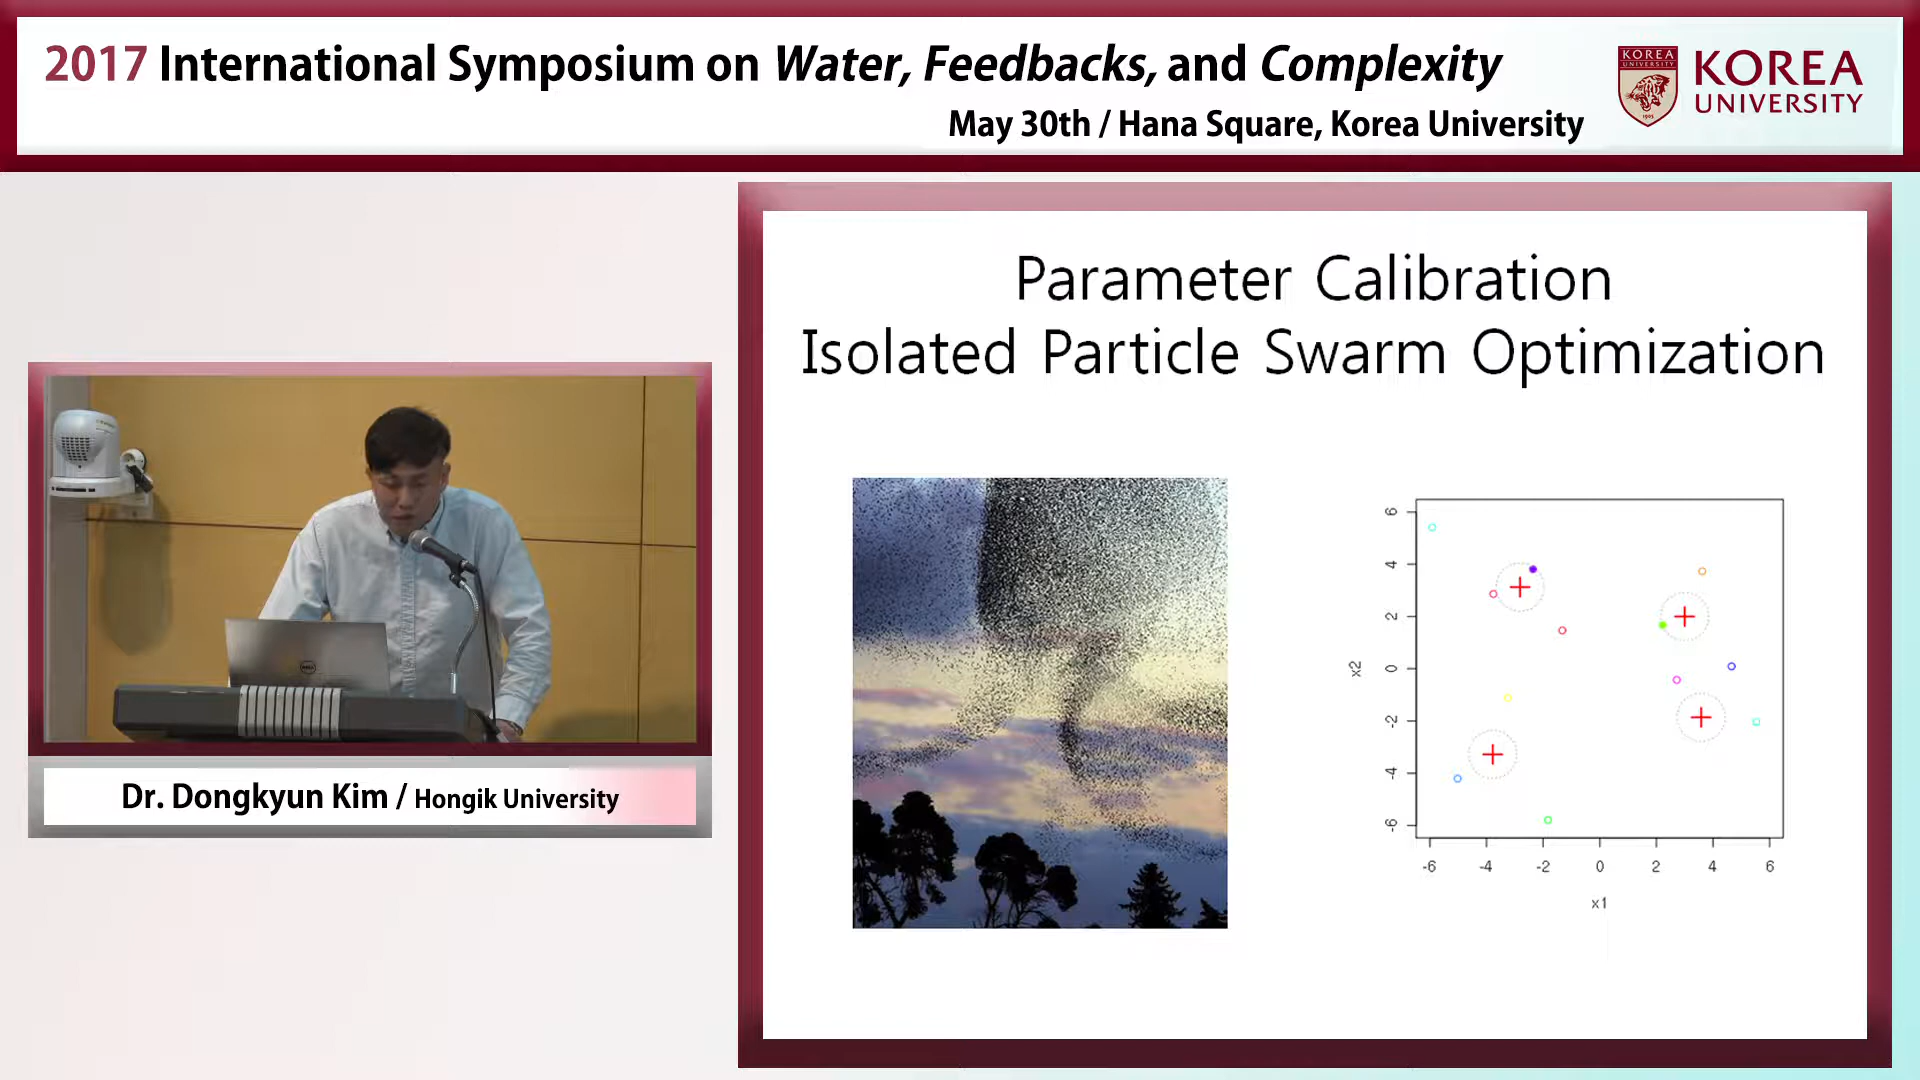 2017 International Symposium on Water, Feedbacks, and Complexity
May 30th / Hana Square, Korea University
KOREA
UNIVERSITY
1905
KOREA
UNIVERSITY
Parameter Calibration
Isolated Particle Swarm Optimization
DELL
Dr. Dongkyun Kim / Hongik University
x2
6
4
2
0
-2
-4
-6
-6 -4 -2 0 2 4 6
x1